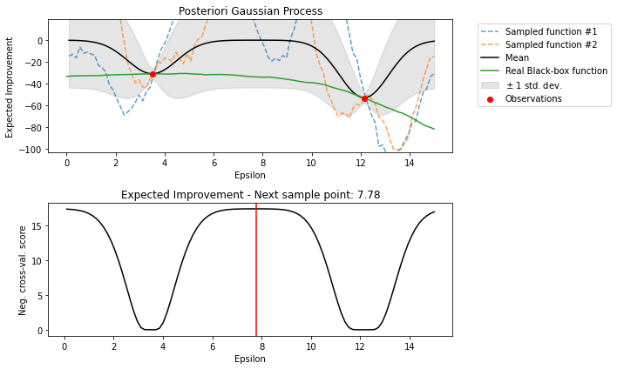 Posteriori Gaussian Process
Expected Improvement
0
−20
−40
−60
−80
−100
0 2 4 6 8 10 12 14
Epsilon
Sampled function #1
Sampled function #2
Mean
Real Black-box function
± 1 std. dev.
Observations
Expected Improvement - Next sample point: 7.78
Neg. cross-val. score
15
10
5
0
0 2 4 6 8 10 12 14
Epsilon